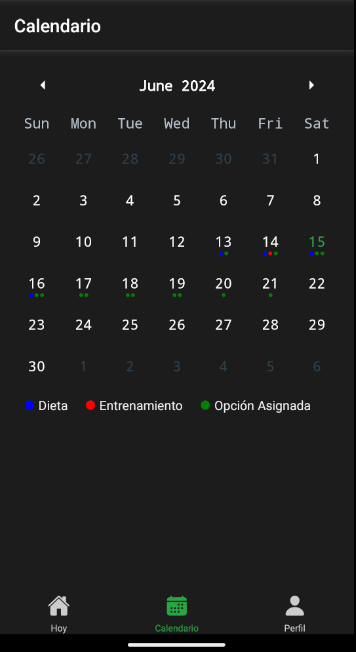 Calendario
June 2024
Sun Mon Tue Wed Thu Fri Sat
26 27 28 29 30 31 1
2 3 4 5 6 7 8
9 10 11 12 13 14 15
16 17 18 19 20 21 22
23 24 25 26 27 28 29
30 1 2 3 4 5 6
Dieta Entrenamiento Opción Asignada
Hoy Calendario Perfil